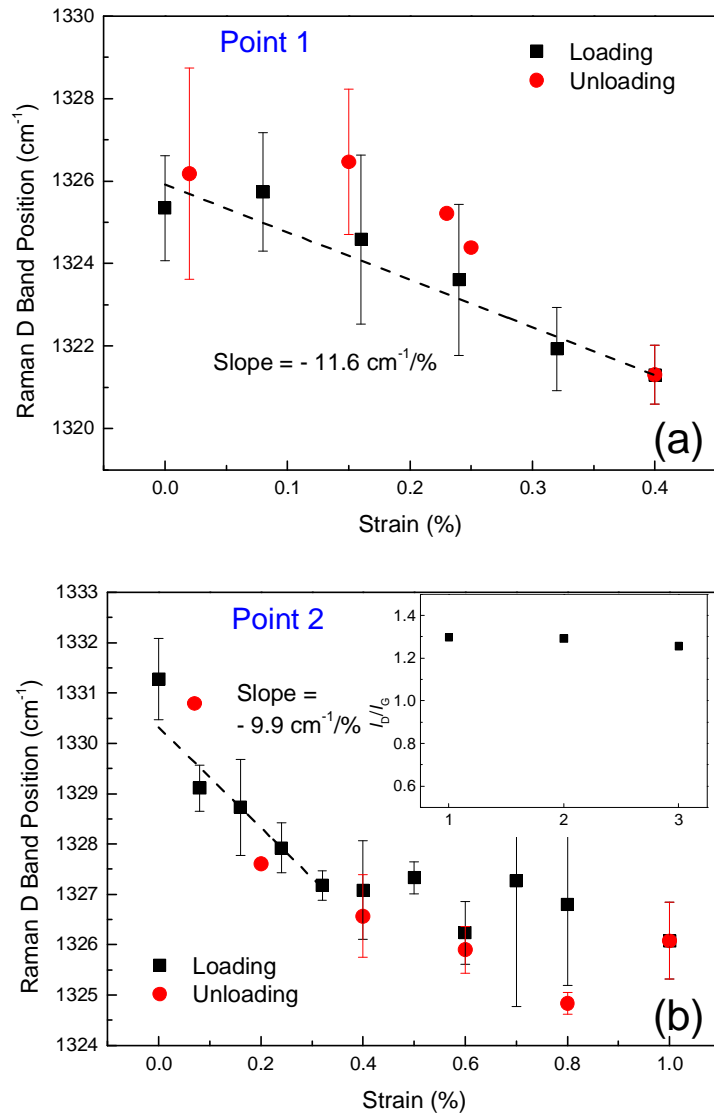 1330
1328
1326
1324
1322
1320
Raman D Band Position (cm⁻¹)
Point 1
Loading
Unloading
Slope = - 11.6 cm⁻¹/%
(a)
0.0 0.1 0.2 0.3 0.4
Strain (%)
1333
1332
1331
1330
1329
1328
1327
1326
1325
1324
Raman D Band Position (cm⁻¹)
Point 2
Slope =
- 9.9 cm⁻¹/%
1.4
1.2
1.0
0.8
0.6
I_D/I_G
1 2 3
Loading
Unloading
(b)
0.0 0.2 0.4 0.6 0.8 1.0
Strain (%)